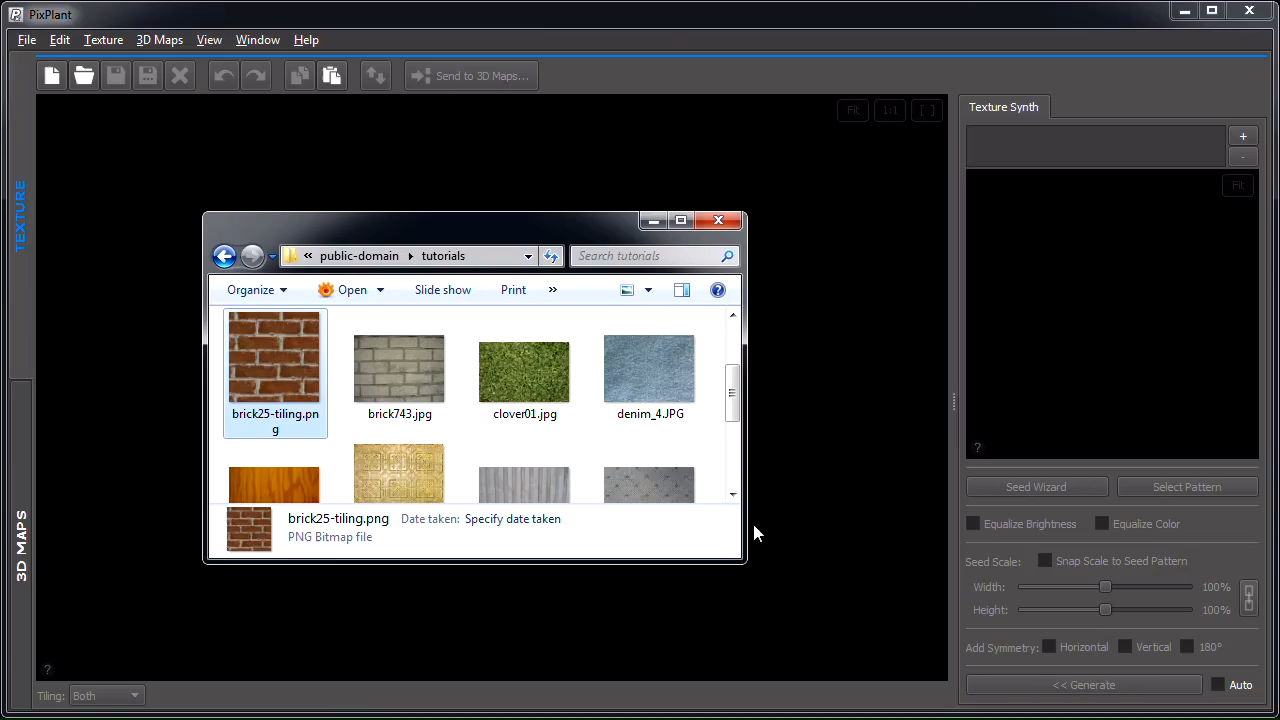 PixPlant
File Edit Texture 3D Maps View Window Help
Send to 3D Maps...
Fit 1:1 [ ]
Texture Synth
+
-
Fit
TEXTURE
« public-domain tutorials
Search tutorials
Organize Open Slide show Print »
brick25-tiling.pn
g
brick743.jpg
clover01.jpg
denim_4.JPG
brick25-tiling.png Date taken: Specify date taken
PNG Bitmap file
?
Seed Wizard Select Pattern
Equalize Brightness Equalize Color
3D MAPS
Seed Scale: Snap Scale to Seed Pattern
Width: 100%
Height: 100%
Add Symmetry: Horizontal Vertical 180°
?
Tiling: Both
<< Generate Auto